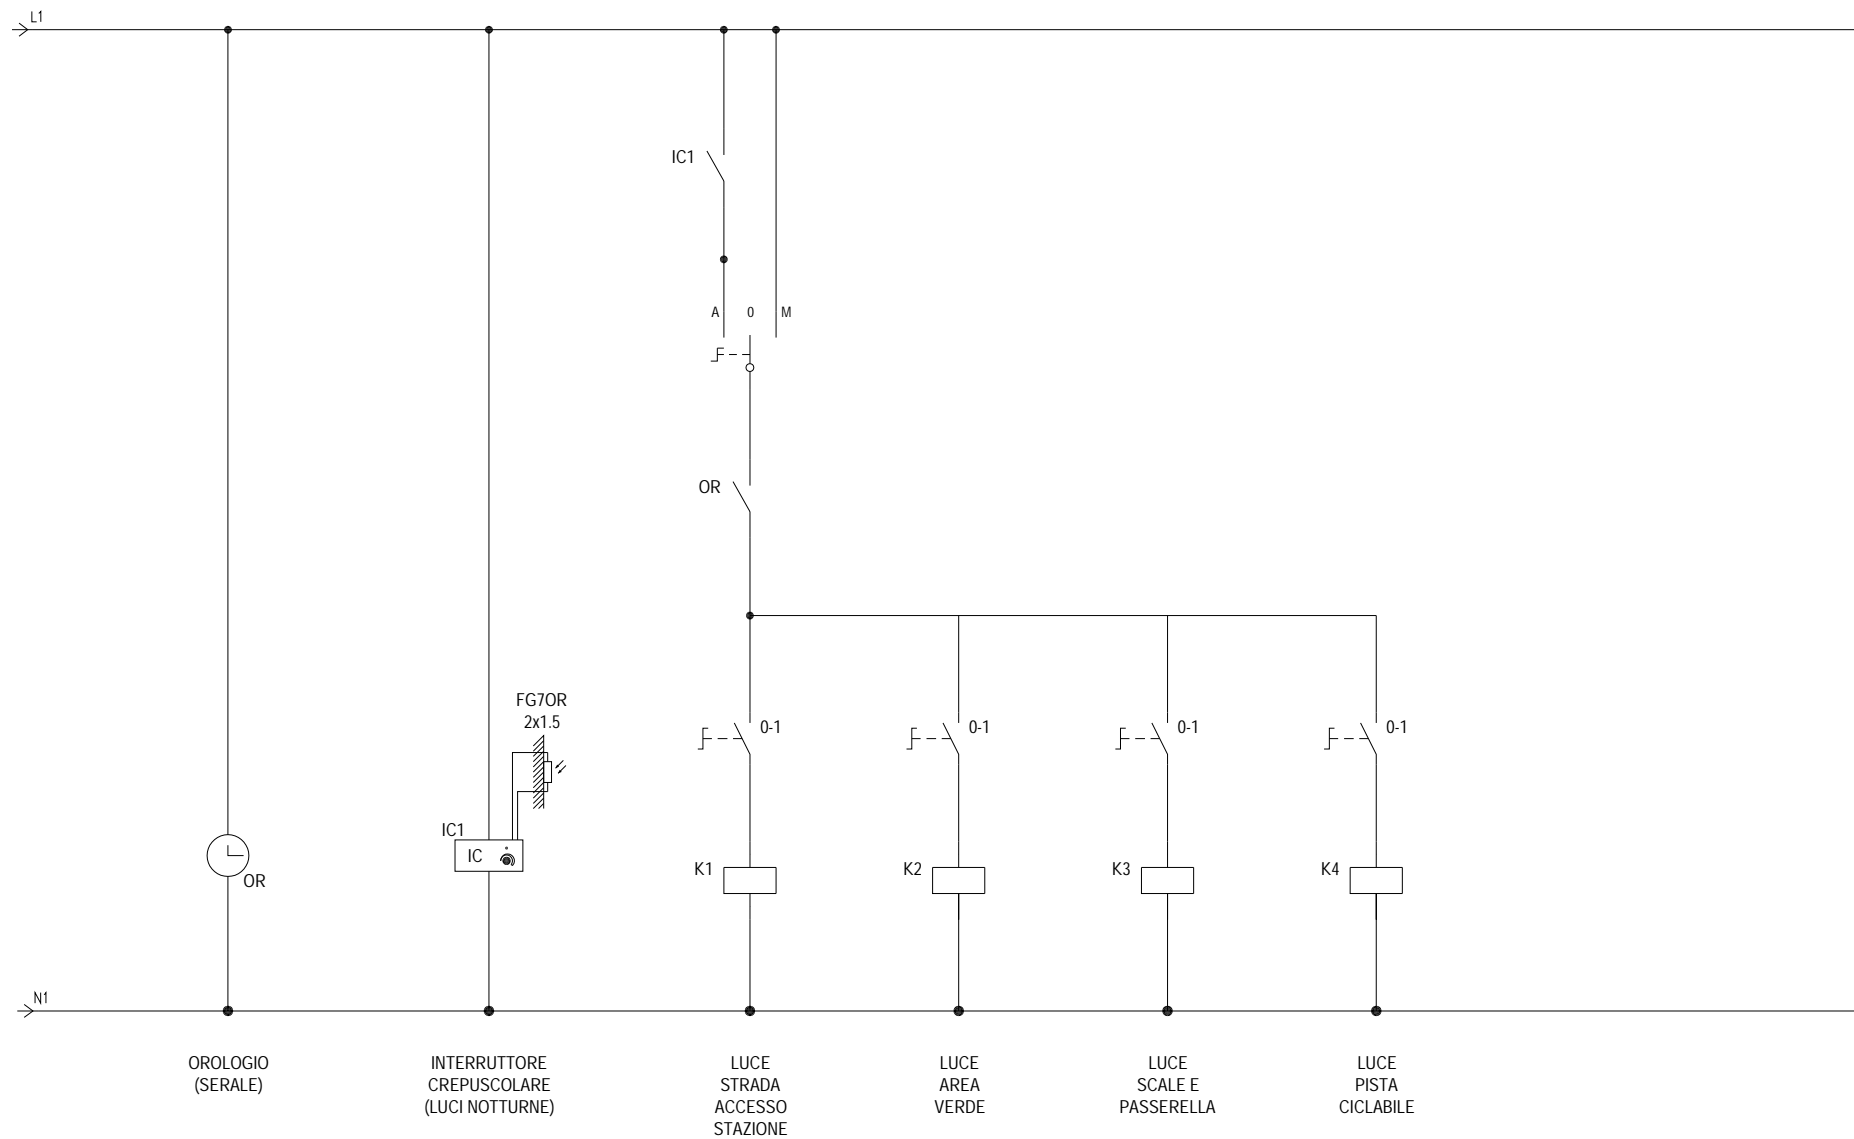 L1
IC1
A 0 M
OR
FG7OR
2x1.5
0-1 0-1 0-1 0-1
IC1
IC
OR
K1 K2 K3 K4
N1
OROLOGIO
(SERALE)
INTERRUTTORE
CREPUSCOLARE
(LUCI NOTTURNE)
LUCE
STRADA
ACCESSO
STAZIONE
LUCE
AREA
VERDE
LUCE
SCALE E
PASSERELLA
LUCE
PISTA
CICLABILE